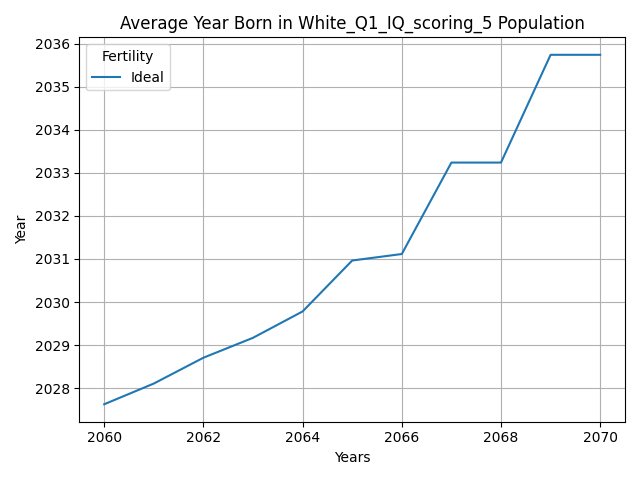 Average Year Born in White_Q1_IQ_scoring_5 Population
Fertility
Ideal
2036
2035
2034
2033
2032
2031
2030
2029
2028
Year
2060 2062 2064 2066 2068 2070
Years